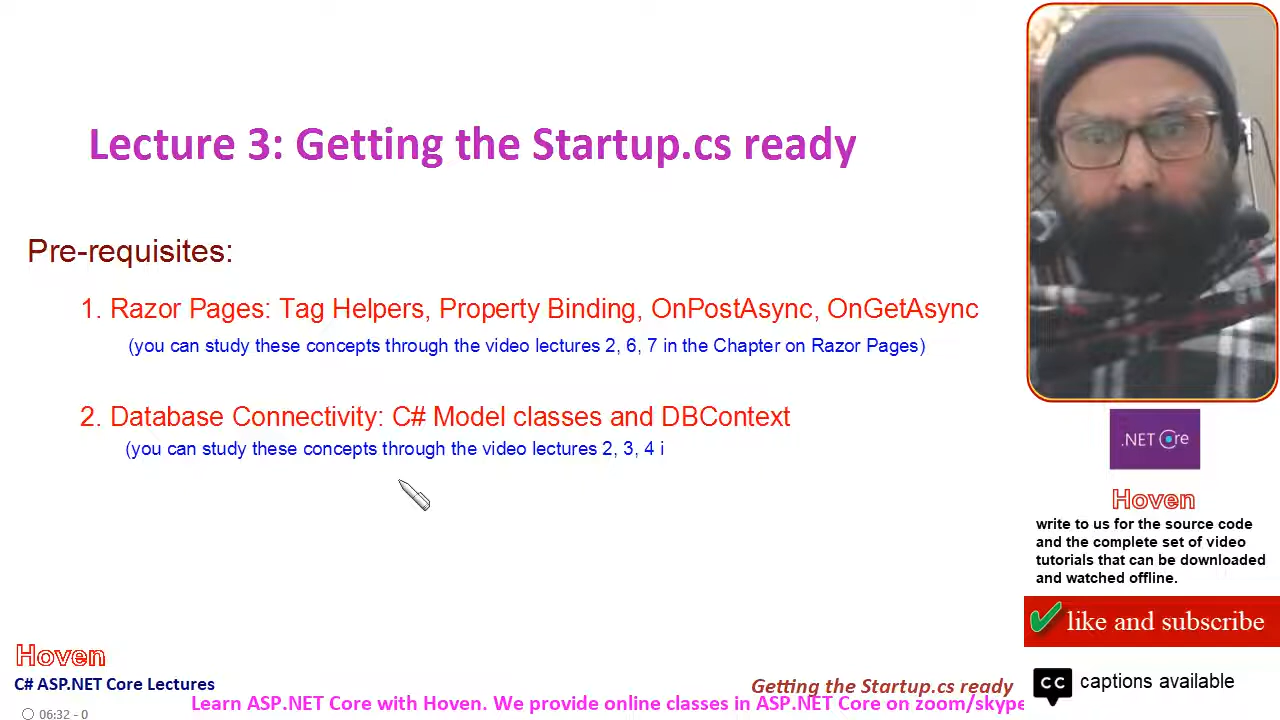 Lecture 3: Getting the Startup.cs ready
Pre-requisites:
1. Razor Pages: Tag Helpers, Property Binding, OnPostAsync, OnGetAsync
(you can study these concepts through the video lectures 2, 6, 7 in the Chapter on Razor Pages)
2. Database Connectivity: C# Model classes and DBContext
(you can study these concepts through the video lectures 2, 3, 4 i
.NET Core
Hoven
write to us for the source code
and the complete set of video
tutorials that can be downloaded
and watched offline.
like and subscribe
CC captions available
Hoven
C# ASP.NET Core Lectures
Getting the Startup.cs ready
Learn ASP.NET Core with Hoven. We provide online classes in ASP.NET Core on zoom/skype
06:32 - 0